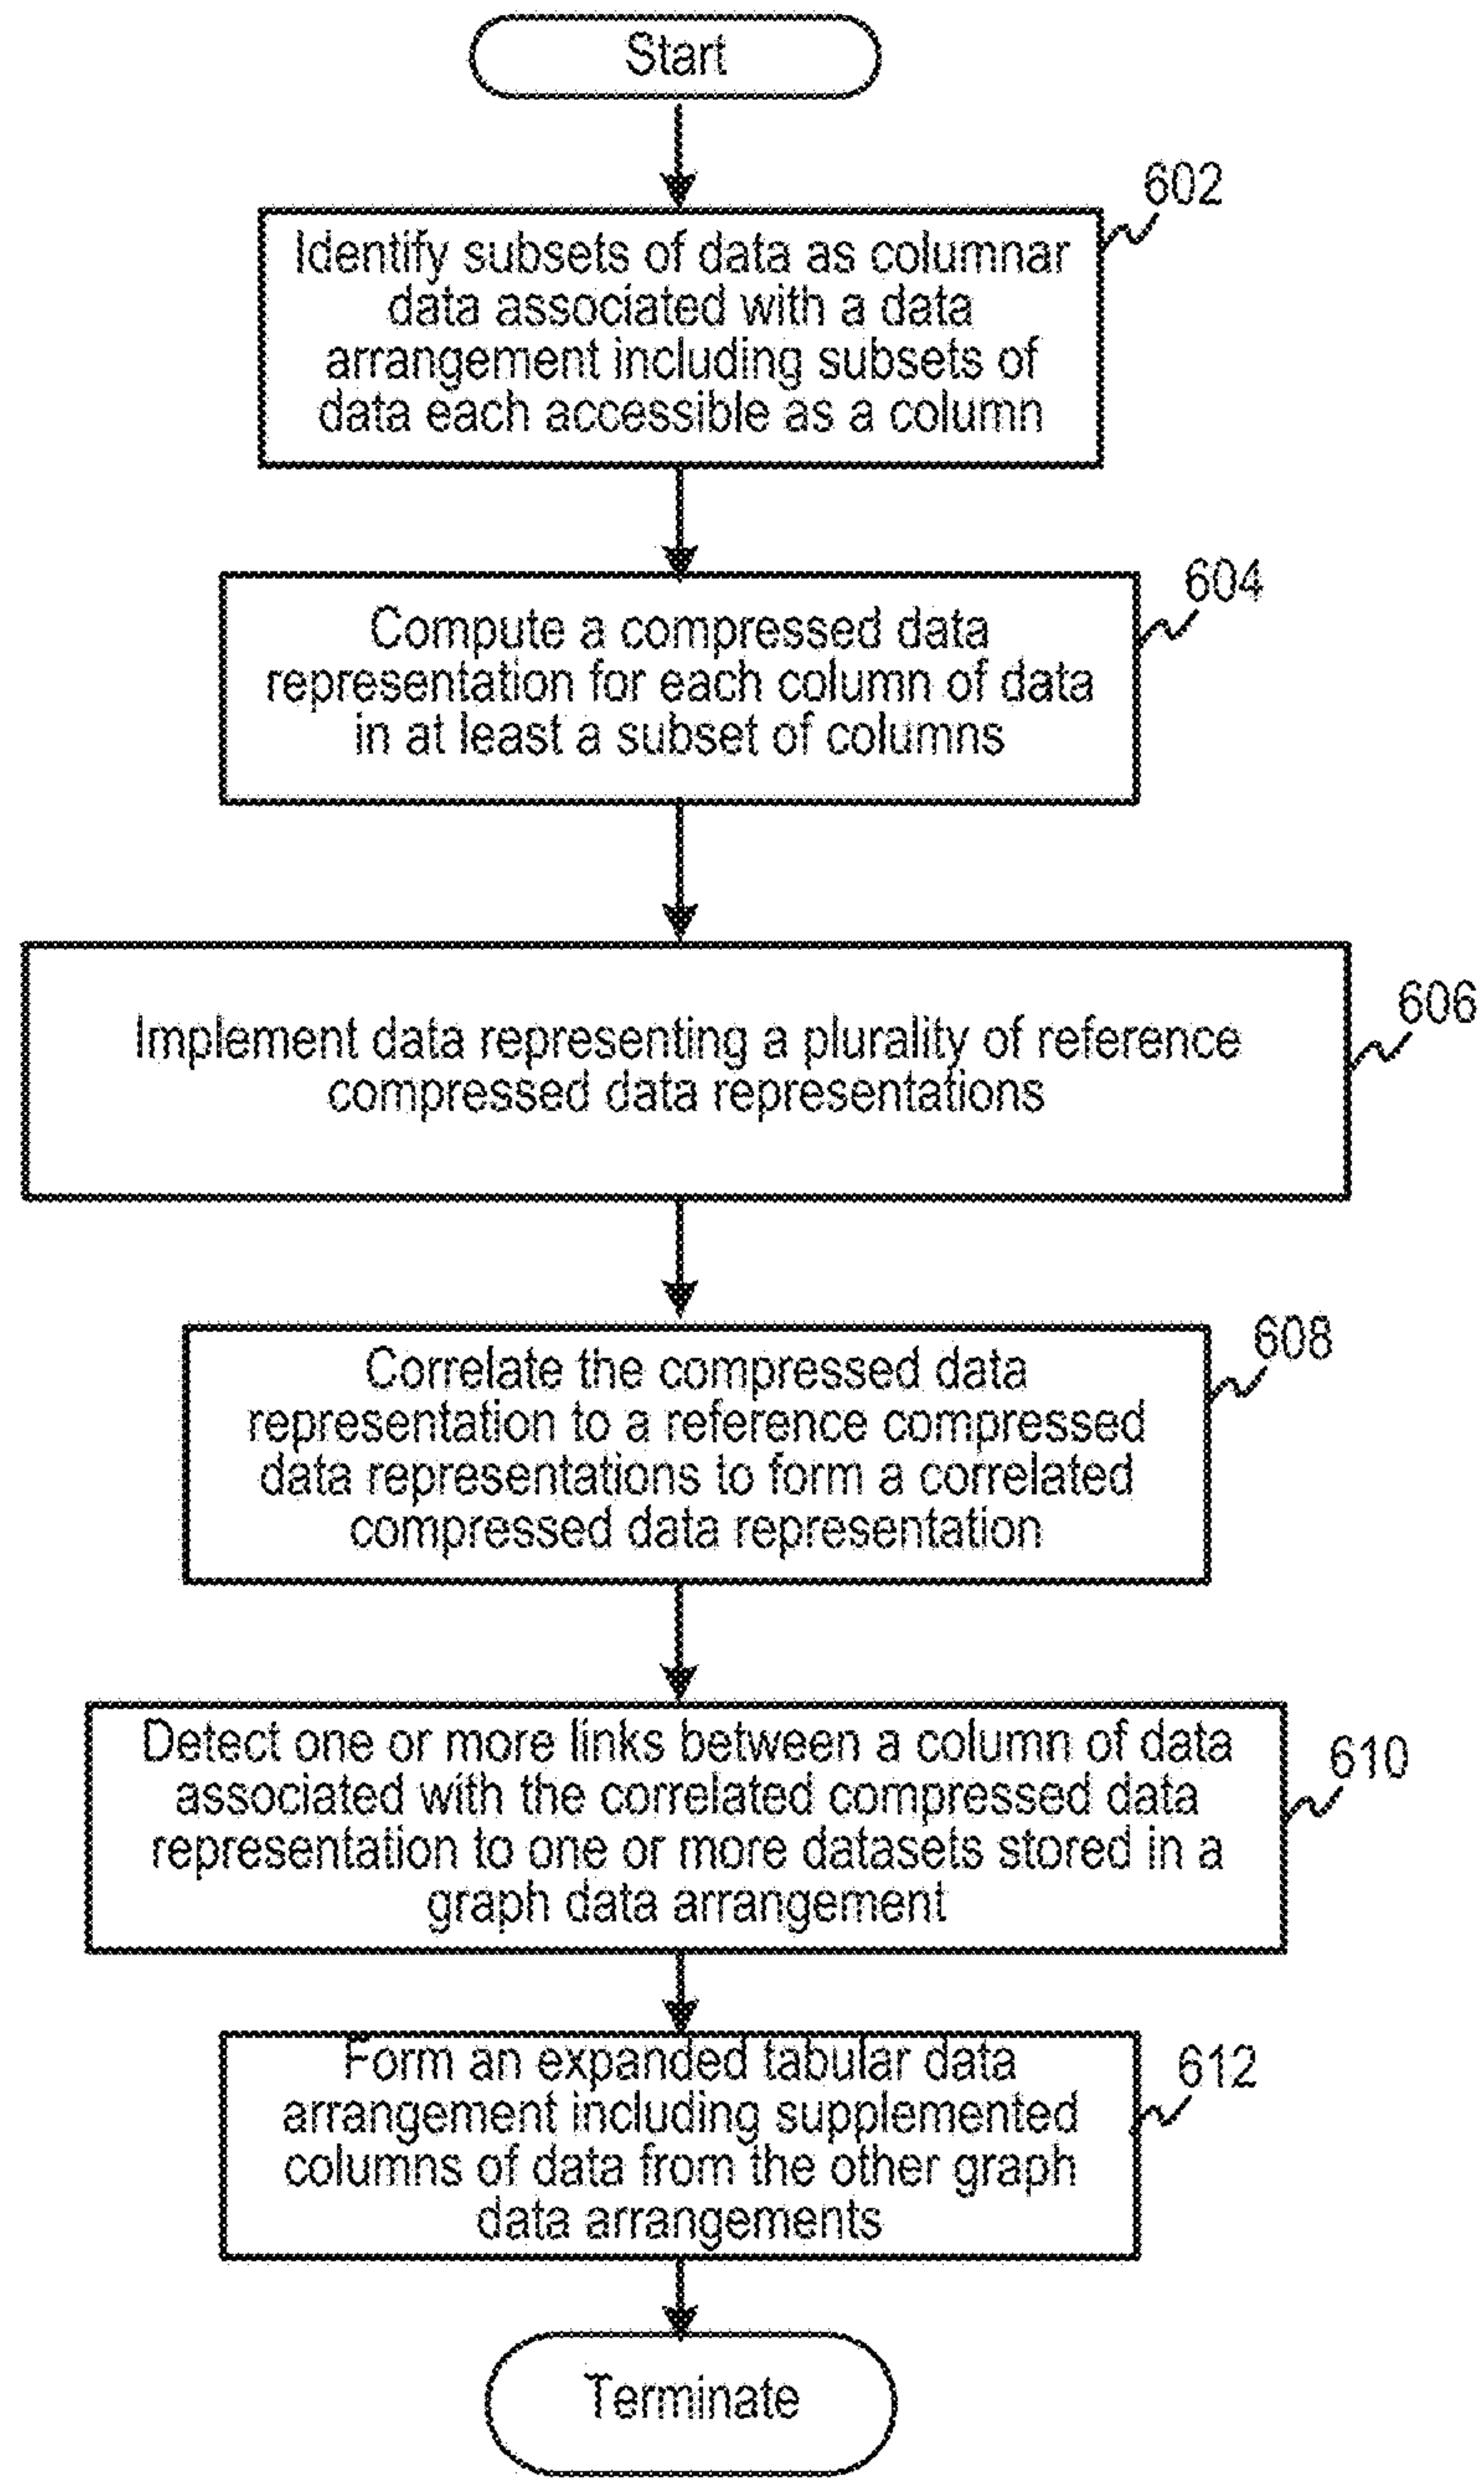 Start
602
Identify subsets of data as columnar
data associated with a data
arrangement including subsets of
data each accessible as a column
604
Compute a compressed data
representation for each column of data
in at least a subset of columns
606
Implement data representing a plurality of reference
compressed data representations
608
Correlate the compressed data
representation to a reference compressed
data representations to form a correlated
compressed data representation
610
Detect one or more links between a column of data
associated with the correlated compressed data
representation to one or more datasets stored in a
graph data arrangement
612
Form an expanded tabular data
arrangement including supplemented
columns of data from the other graph
data arrangements
Terminate